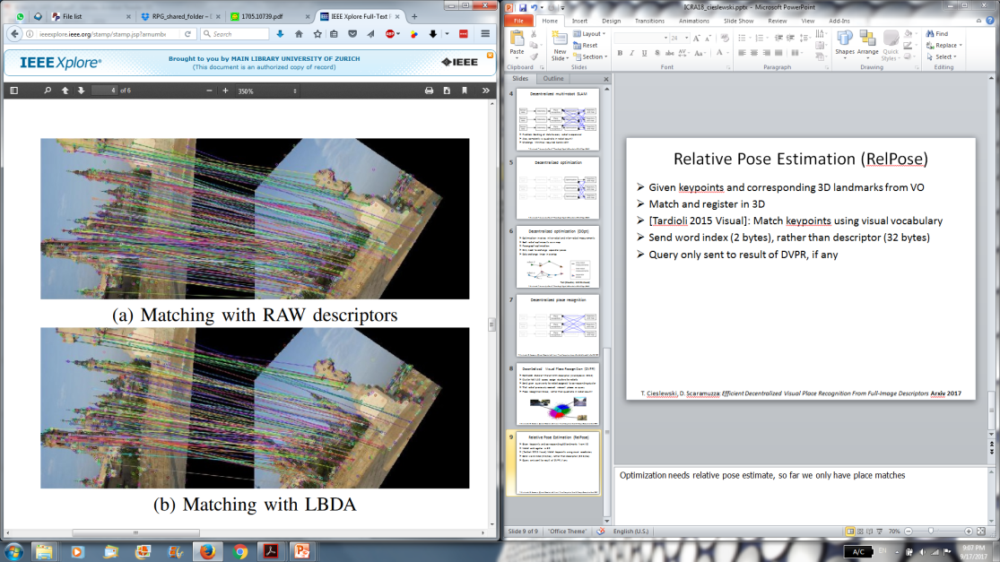 File list
RPG_shared_folder –
1705.10739.pdf
IEEE Xplore Full-Text
ieeexplore.ieee.org/stamp/stamp.jsp?arnumbe
Search
IEEE Xplore®
Brought to you by MAIN LIBRARY UNIVERSITY OF ZURICH
(This document is an authorized copy of record)
IEEE
4 of 6
350%
(a) Matching with RAW descriptors
(b) Matching with LBDA
ICRA18_cieslewski.pptx - Microsoft PowerPoint
File Home Insert Design Transitions Animations Slide Show Review View Add-Ins
Paste
New Slide
Layout
Reset
Section
Shapes Arrange Quick Styles
Find
Replace
Select
Clipboard Slides Font Paragraph Drawing Editing
Slides Outline
4
Decentralized multi-robot SLAM
5
Decentralized optimization
6
Decentralized optimization (DOpt)
7
Decentralized place recognition
8
Decentralized Visual Place Recognition (DVPR)
9
Relative Pose Estimation (RelPose)
Relative Pose Estimation (RelPose)
Given keypoints and corresponding 3D landmarks from VO
Match and register in 3D
[Tardioli 2015 Visual]: Match keypoints using visual vocabulary
Send word index (2 bytes), rather than descriptor (32 bytes)
Query only sent to result of DVPR, if any
T. Cieslewski, D. Scaramuzza: Efficient Decentralized Visual Place Recognition From Full-Image Descriptors Arxiv 2017
Optimization needs relative pose estimate, so far we only have place matches
Slide 9 of 9 "Office Theme" English (U.S.) 70%
A/C EN
9:07 PM
9/17/2017